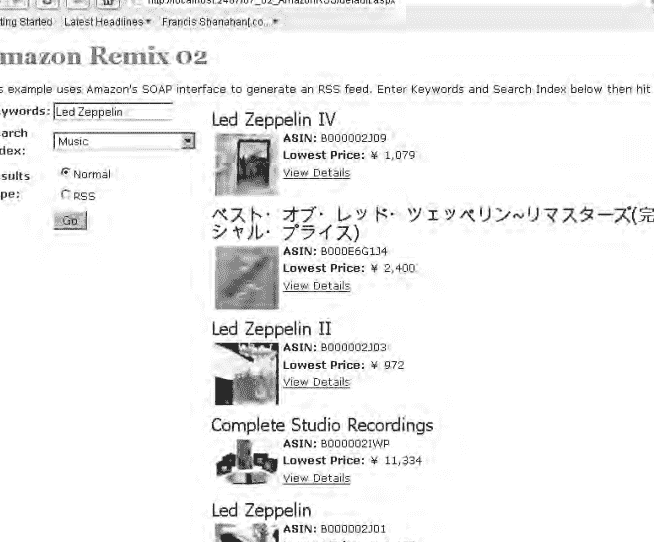 ting Started Latest Headlines Francis Shanahan[.co..
mazon Remix 02
s example uses Amazon's SOAP interface to generate an RSS feed. Enter Keywords and Search Index below then hit
ywords: Led Zeppelin
arch
dex: Music
sults
pe:
Normal
RSS
Go
Led Zeppelin IV
ASIN: B000002J09
Lowest Price: ¥ 1,079
View Details
ベスト・オブ・レッド・ツェッペリン~リマスターズ(完
シャル・プライス)
ASIN: B000E6G1J4
Lowest Price: ¥ 2,400
View Details
Led Zeppelin II
ASIN: B000002J03
Lowest Price: ¥ 972
View Details
Complete Studio Recordings
ASIN: B000002IWP
Lowest Price: ¥ 11,334
View Details
Led Zeppelin
ASIN: B000002J01